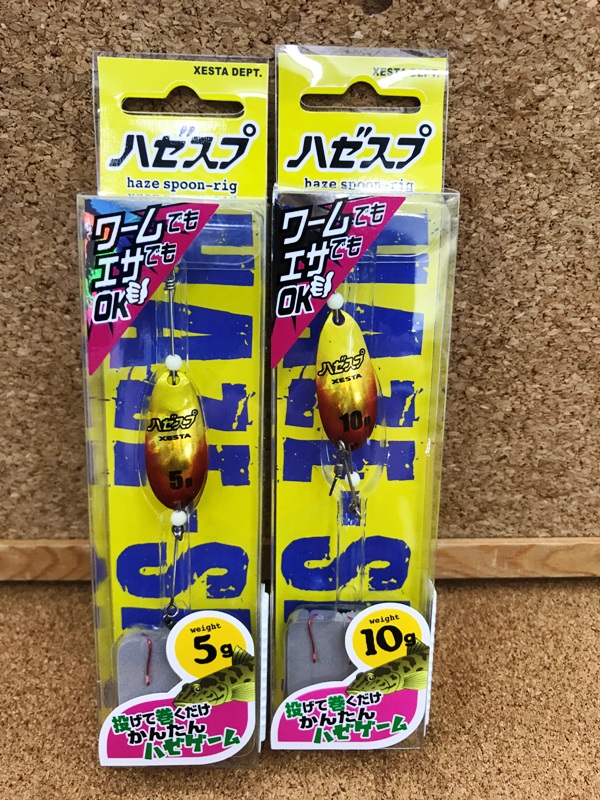 XESTA DEPT.
ハゼスプ
haze spoon-rig
ワームでも
エサでも
OK
ハゼスプ
XESTA
5g
weight
5g
投げて巻くだけ
かんたん
ハゼゲーム
XESTA DEPT.
ハゼスプ
haze spoon-rig
ワームでも
エサでも
OK
ハゼスプ
XESTA
10g
weight
10g
投げて巻くだけ
かんたん
ハゼゲーム